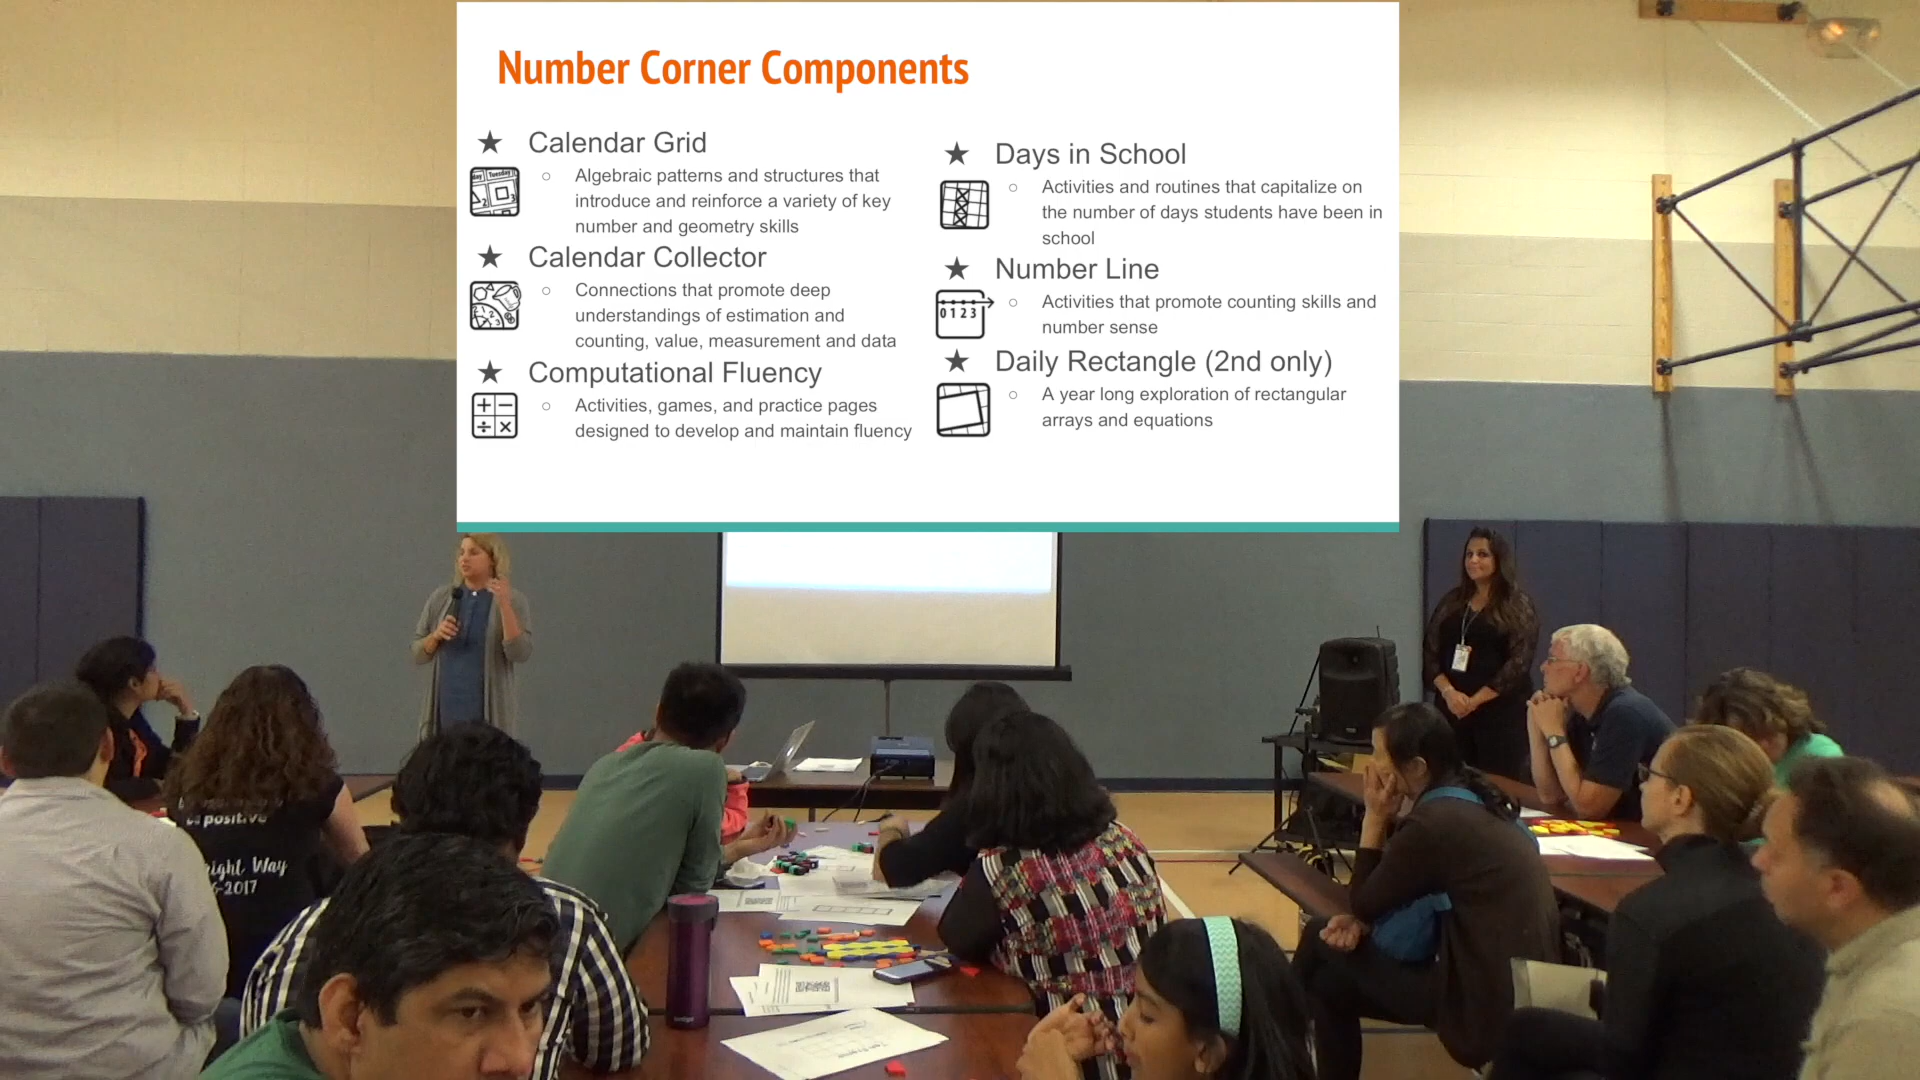 Number Corner Components
★ Calendar Grid
○ Algebraic patterns and structures that
introduce and reinforce a variety of key
number and geometry skills
★ Calendar Collector
○ Connections that promote deep
understandings of estimation and
counting, value, measurement and data
★ Computational Fluency
○ Activities, games, and practice pages
designed to develop and maintain fluency
★ Days in School
○ Activities and routines that capitalize on
the number of days students have been in
school
★ Number Line
0 1 2 3
○ Activities that promote counting skills and
number sense
★ Daily Rectangle (2nd only)
○ A year long exploration of rectangular
arrays and equations
positive
Way
-2017